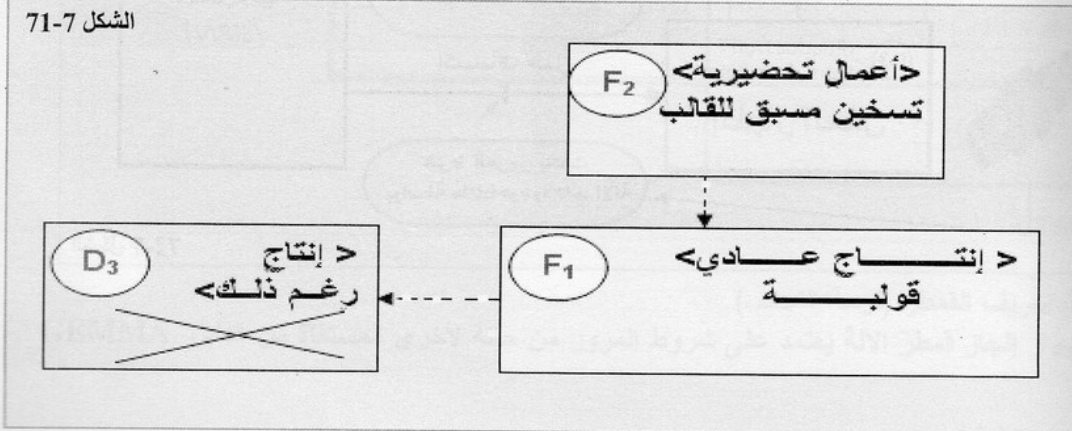 الشكل 7-71
F2
<أعمال تحضيرية>
تسخين مسبق للقالب
D3
< إنتاج
رغم ذلك>
F1
< إنتاج عادي>
قولبة